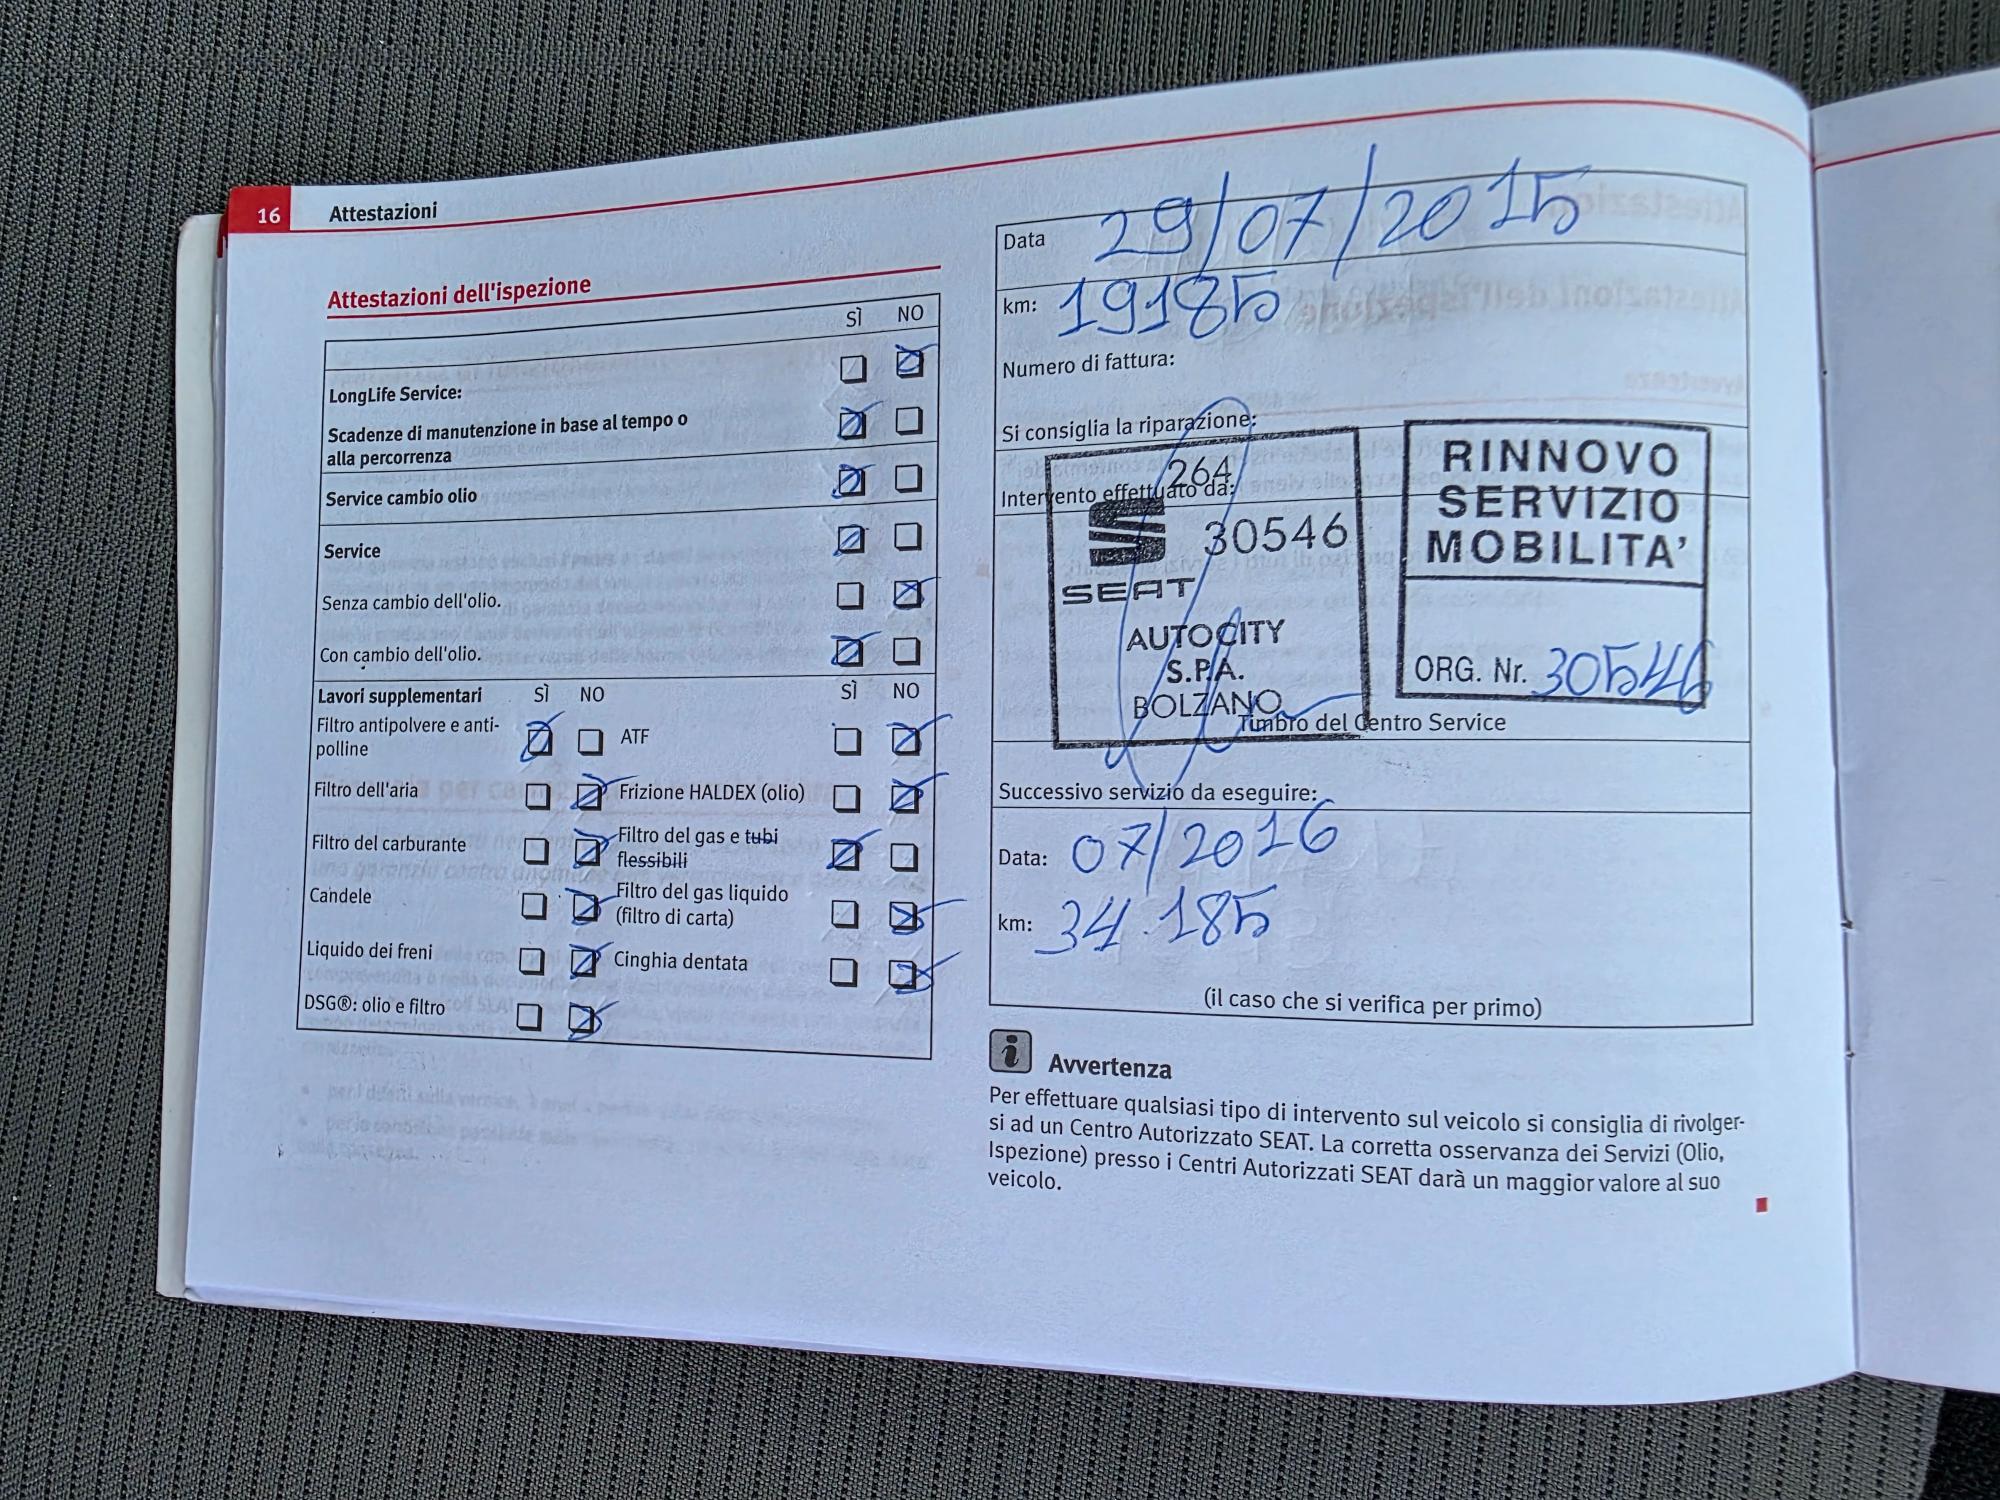 16 Attestazioni
Attestazioni dell'ispezione
SÌ NO
LongLife Service:
Scadenze di manutenzione in base al tempo o
alla percorrenza
Service cambio olio
Service
Senza cambio dell'olio.
Con cambio dell'olio.
Lavori supplementari SÌ NO SÌ NO
Filtro antipolvere e anti-
polline
ATF
Filtro dell'aria
Frizione HALDEX (olio)
Filtro del carburante
Filtro del gas e tubi
flessibili
Candele
Filtro del gas liquido
(filtro di carta)
Liquido dei freni
Cinghia dentata
DSG®: olio e filtro
Data 29/07/2015
km: 19185
Numero di fattura:
Si consiglia la riparazione:
Intervento effettuato da:
264
30546
SEAT
AUTOCITY
S.P.A.
BOLZANO
RINNOVO
SERVIZIO
MOBILITA'
ORG. Nr. 30546
Timbro del Centro Service
Successivo servizio da eseguire:
Data: 07/2016
km: 34.185
(il caso che si verifica per primo)
i Avvertenza
Per effettuare qualsiasi tipo di intervento sul veicolo si consiglia di rivolger-
si ad un Centro Autorizzato SEAT. La corretta osservanza dei Servizi (Olio,
Ispezione) presso i Centri Autorizzati SEAT darà un maggior valore al suo
veicolo.